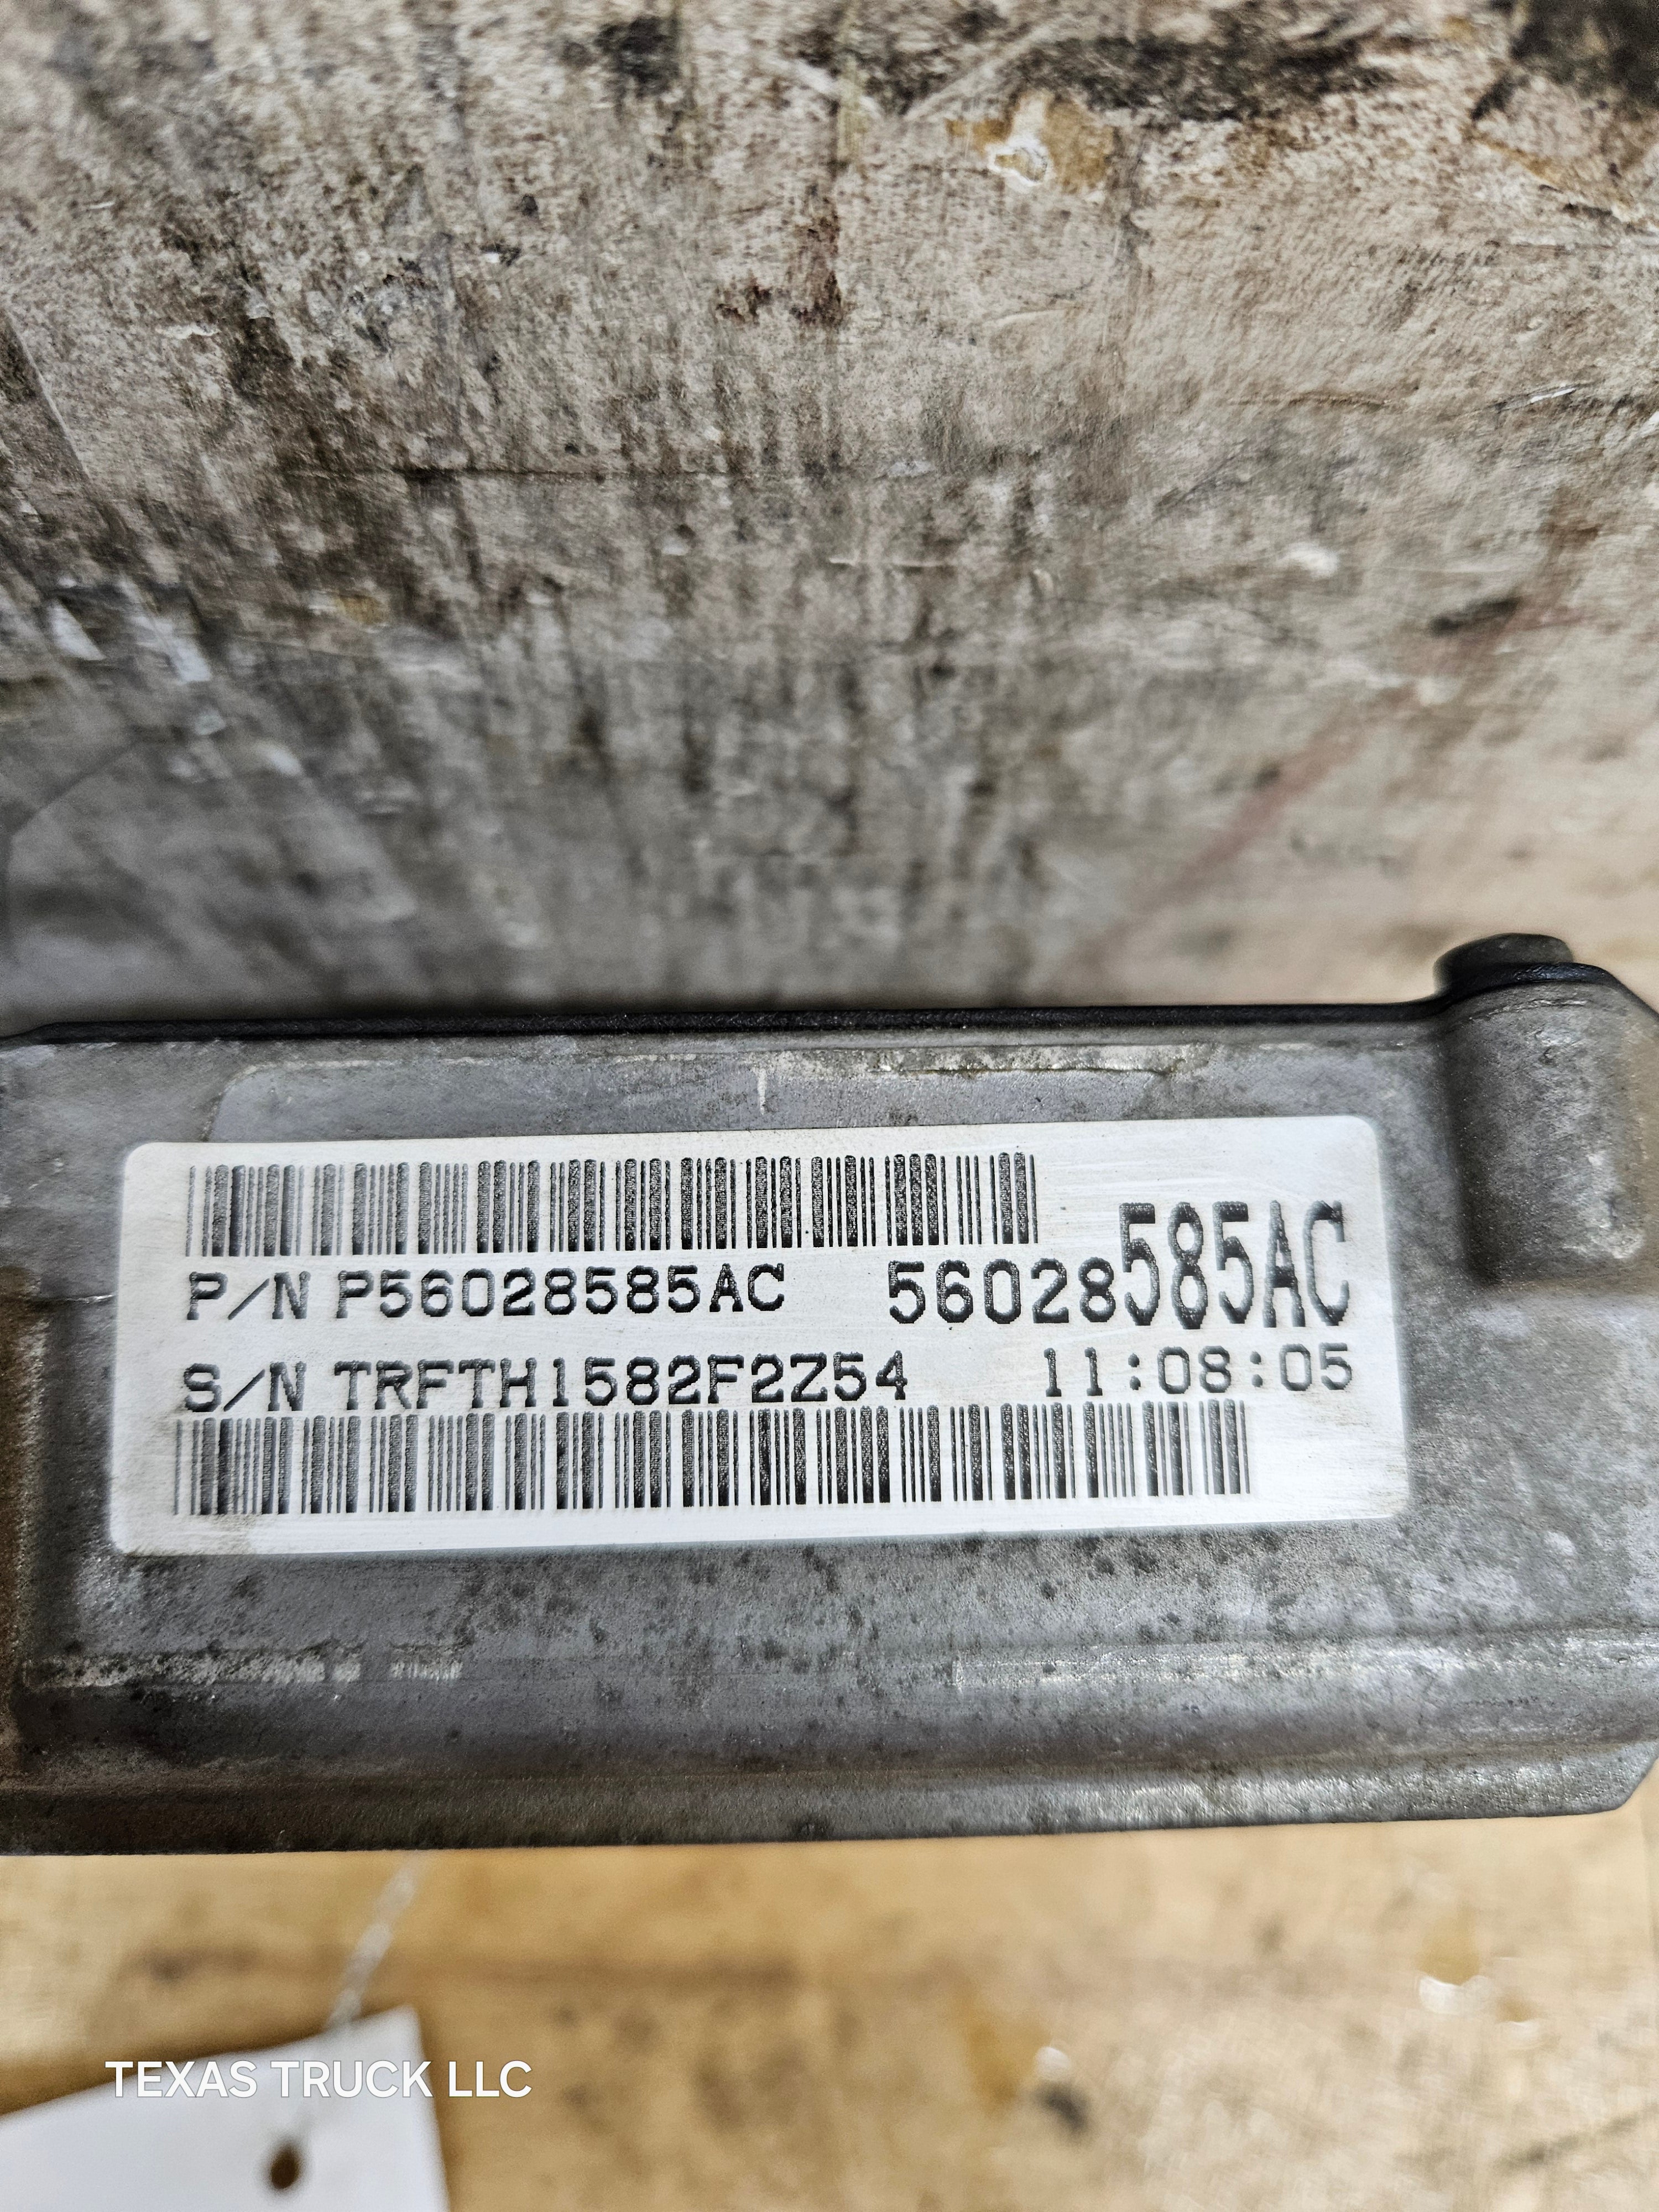 P/N P56028585AC 56028585AC
S/N TRFTH1582F2Z54 11:08:05
TEXAS TRUCK LLC